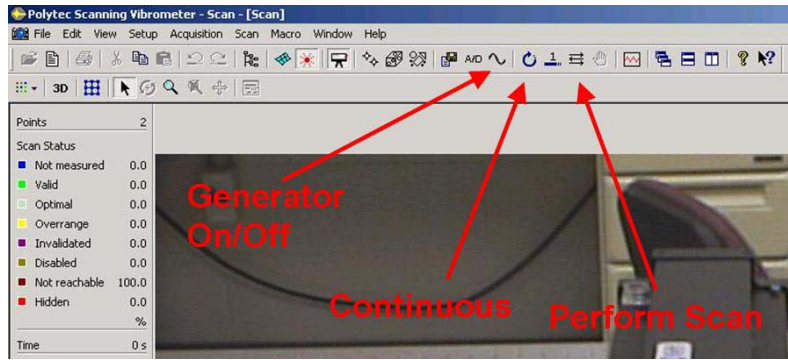 Polytec Scanning Vibrometer - Scan - [Scan]
File Edit View Setup Acquisition Scan Macro Window Help
A/D 1.. ? ?
3D
Points 2
Scan Status
Not measured 0.0
Valid 0.0
Optimal 0.0
Overrange 0.0
Invalidated 0.0
Disabled 0.0
Not reachable 100.0
Hidden 0.0
%
Time 0 s
Generator
On/Off
Continuous
Perform Scan